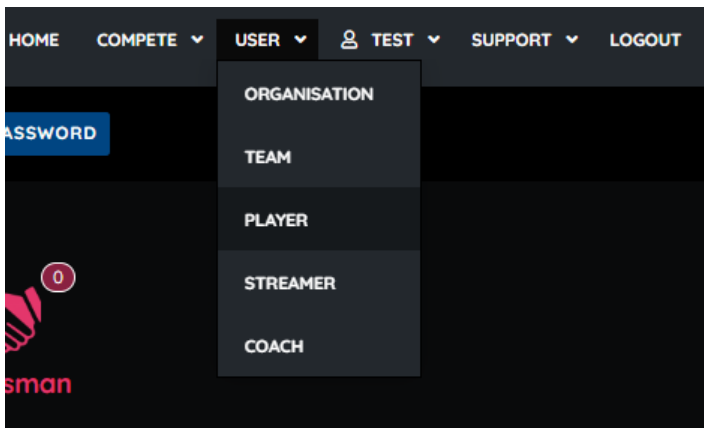 HOME COMPETE USER TEST SUPPORT LOGOUT
ORGANISATION
ASSWORD
TEAM
PLAYER
0
STREAMER
COACH
sman